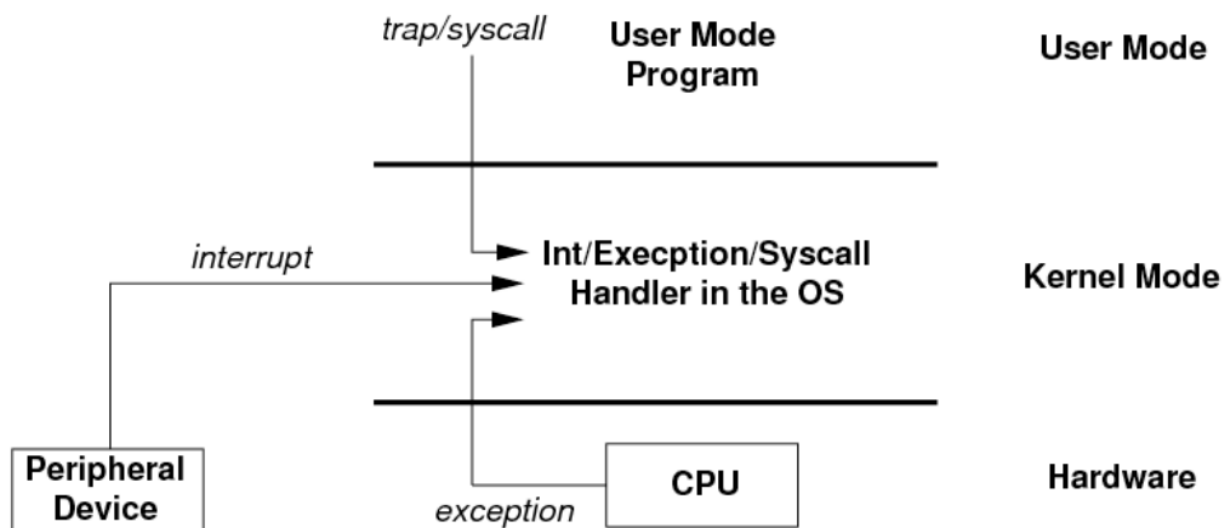 trap/syscall
User Mode
Program
User Mode
interrupt
Int/Execption/Syscall
Handler in the OS
Kernel Mode
Peripheral
Device
exception
CPU
Hardware